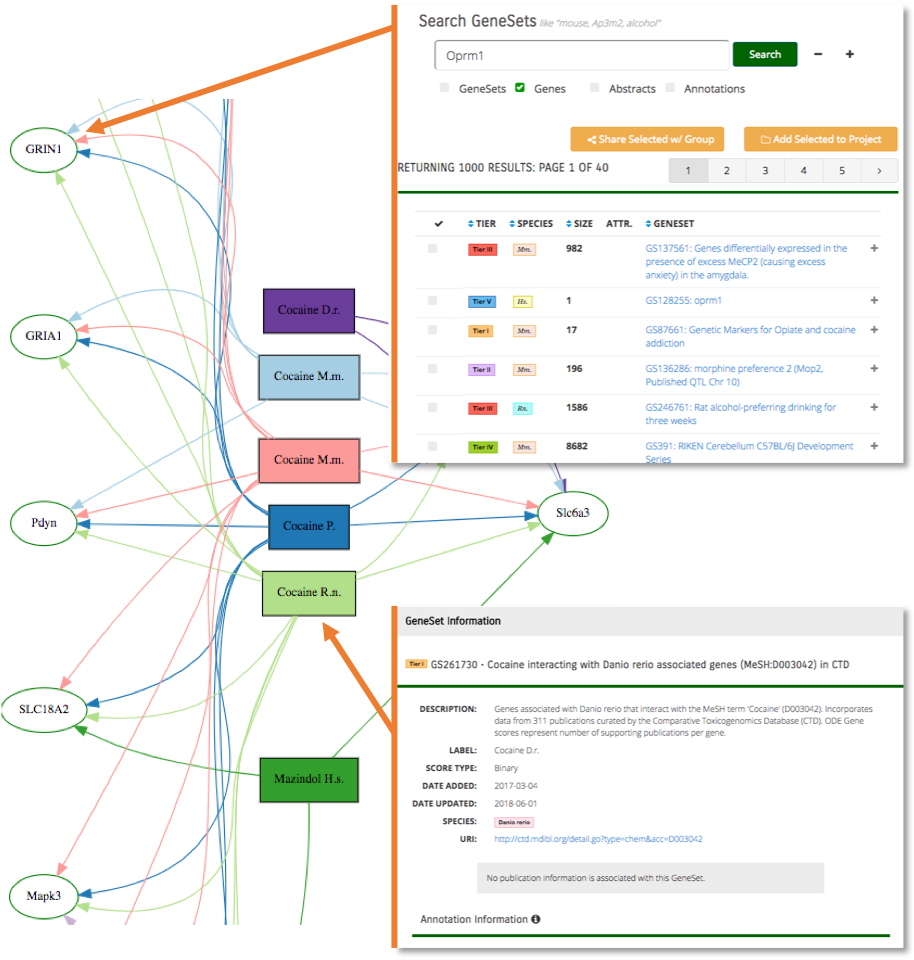 Search GeneSets like "mouse, Ap3m2, alcohol"
Oprm1
Search
− +
GeneSets Genes Abstracts Annotations
Share Selected w/ Group
Add Selected to Project
RETURNING 1000 RESULTS: PAGE 1 OF 40
1 2 3 4 5 >
TIER SPECIES SIZE ATTR. GENESET
Tier III Mm. 982 GS137561: Genes differentially expressed in the
presence of excess MeCP2 (causing excess
anxiety) in the amygdala.
Tier V Hs. 1 GS128255: oprm1
Tier I Mm. 17 GS87661: Genetic Markers for Opiate and cocaine
addiction
Tier II Mm. 196 GS136286: morphine preference 2 (Mop2,
Published QTL Chr 10)
Tier III Rn. 1586 GS246761: Rat alcohol-preferring drinking for
three weeks
Tier IV Mm. 8682 GS391: RIKEN Cerebellum C57BL/6J Development
Series
GRIN1
GRIA1
Pdyn
SLC18A2
Mapk3
Cocaine D.r.
Cocaine M.m.
Cocaine M.m.
Cocaine P.
Cocaine R.n.
Mazindol H.s.
Slc6a3
GeneSet Information
Tier I GS261730 · Cocaine interacting with Danio rerio associated genes (MeSH:D003042) in CTD
DESCRIPTION: Genes associated with Danio rerio that interact with the MeSH term 'Cocaine' (D003042). Incorporates
data from 311 publications curated by the Comparative Toxicogenomics Database (CTD). ODE Gene
scores represent number of supporting publications per gene.
LABEL: Cocaine D.r.
SCORE TYPE: Binary
DATE ADDED: 2017-03-04
DATE UPDATED: 2018-06-01
SPECIES: Danio rerio
URI: http://ctd.mdibl.org/detail.go?type=chem&acc=D003042
No publication information is associated with this GeneSet.
Annotation Information